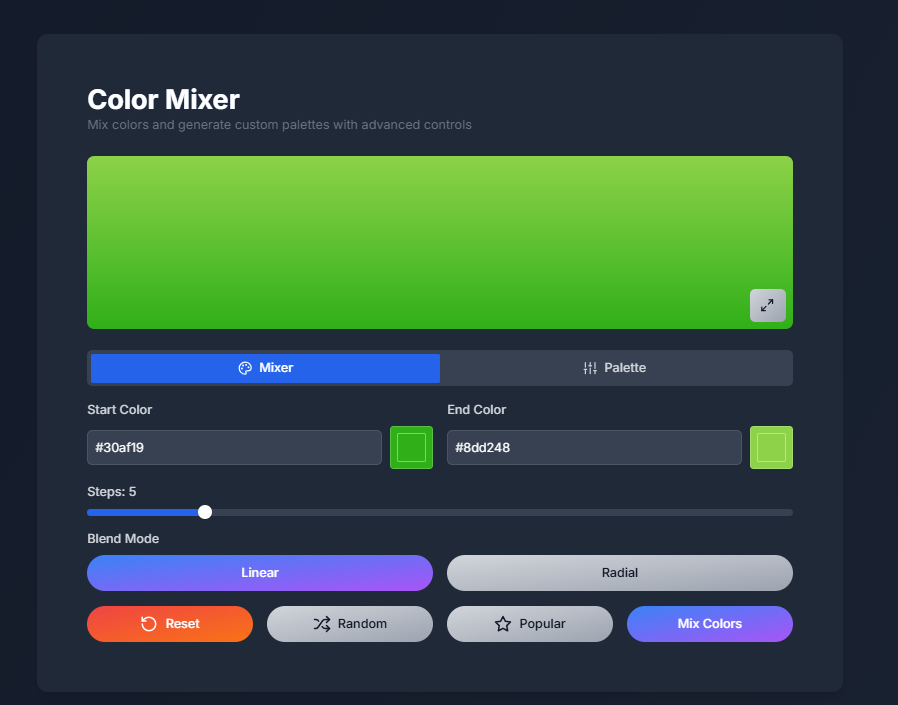 Color Mixer
Mix colors and generate custom palettes with advanced controls
Mixer
Palette
Start Color
End Color
#30af19
#8dd248
Steps: 5
Blend Mode
Linear
Radial
Reset
Random
Popular
Mix Colors